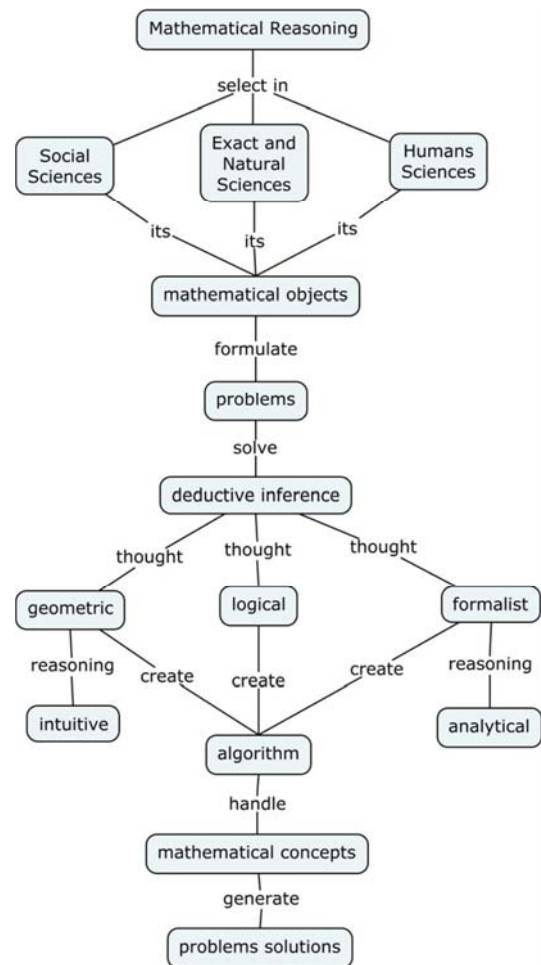 Mathematical Reasoning
select in
Social
Sciences
Exact and
Natural
Sciences
Humans
Sciences
its
its
its
mathematical objects
formulate
problems
solve
deductive inference
thought
thought
thought
geometric
logical
formalist
reasoning
create
create
create
reasoning
intuitive
analytical
algorithm
handle
mathematical concepts
generate
problems solutions